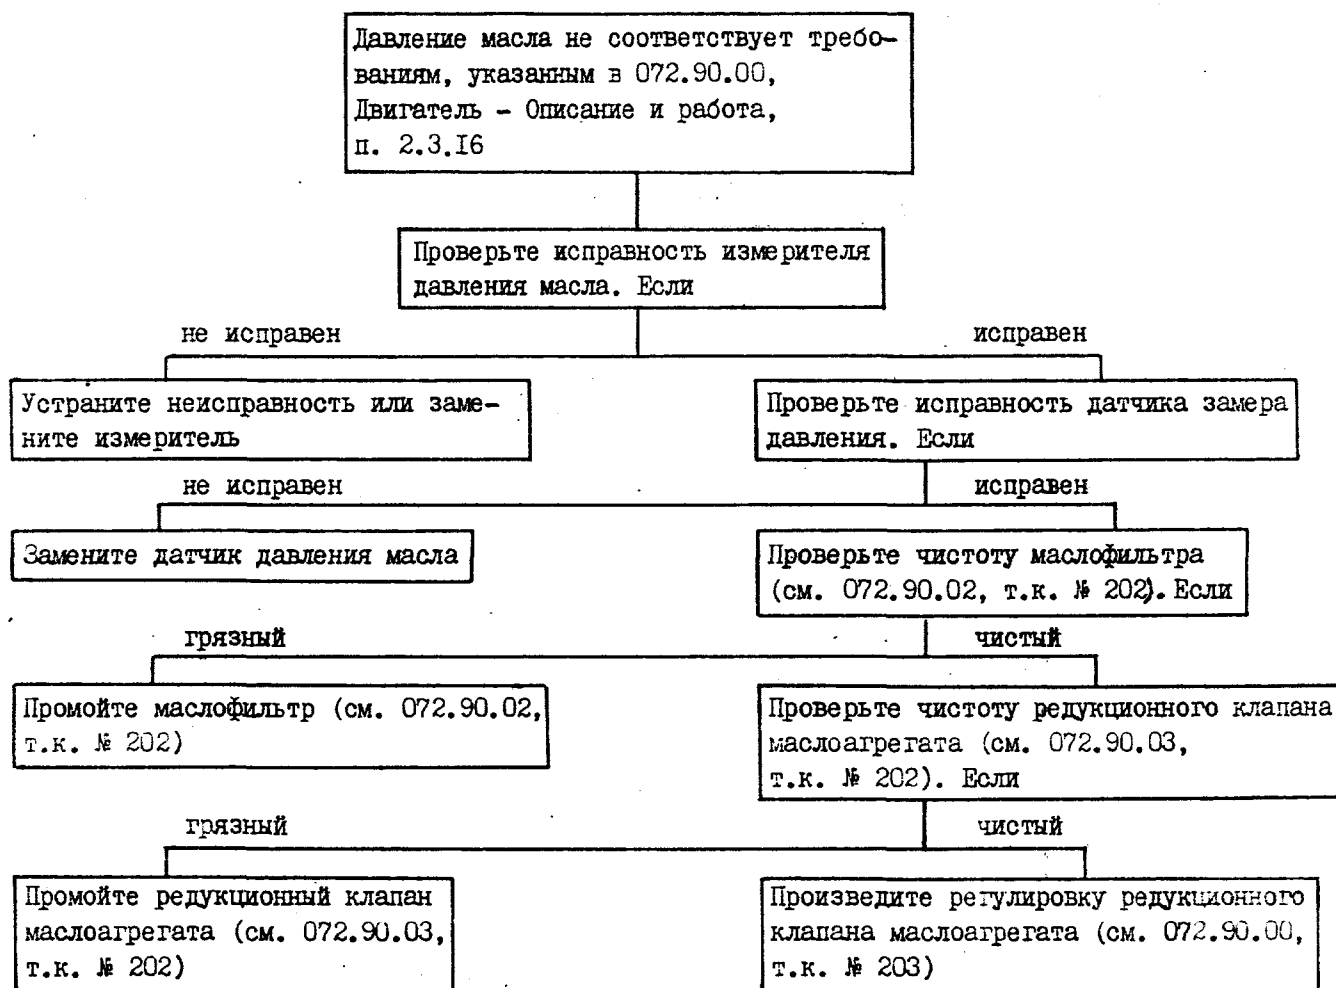 Давление масла не соответствует требо-
ваниям, указанным в 072.90.00,
Двигатель - Описание и работа,
п. 2.3.I6
Проверьте исправность измерителя
давления масла. Если
не исправен
исправен
Устраните неисправность или заме-
ните измеритель
Проверьте исправность датчика замера
давления. Если
не исправен
исправен
Замените датчик давления масла
Проверьте чистоту маслофильтра
(см. 072.90.02, т.к. № 202). Если
грязный
чистый
Промойте маслофильтр (см. 072.90.02,
т.к. № 202)
Проверьте чистоту редукционного клапана
маслоагрегата (см. 072.90.03,
т.к. № 202). Если
грязный
чистый
Промойте редукционный клапан
маслоагрегата (см. 072.90.03,
т.к. № 202)
Произведите регулировку редукционного
клапана маслоагрегата (см. 072.90.00,
т.к. № 203)